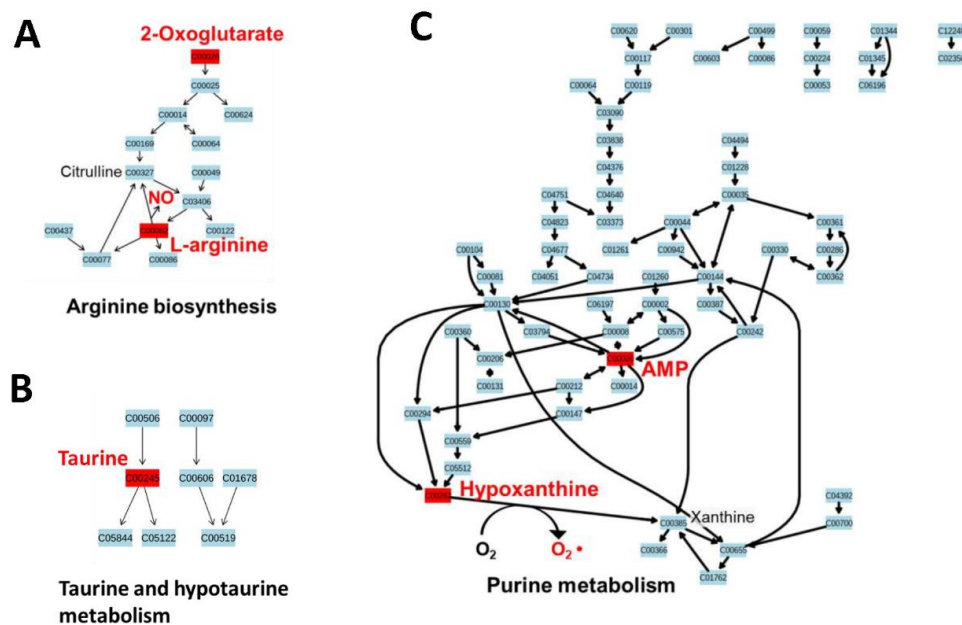 A
2-Oxoglutarate
C00026
C00025
C00014
C00624
C00169
C00064
Citrulline
C00327
C00049
NO
C03406
C00437
C00062
C00122
L-arginine
C00077
C00086
Arginine biosynthesis
B
C00506
C00097
Taurine
C00245
C00606
C01678
C05844
C05122
C00519
Taurine and hypotaurine
metabolism
C
C00620
C00301
C00499
C00059
C01344
C00117
C00603
C00086
C00224
C01345
C00064
C00119
C00053
C06196
C03090
C03838
C04494
C04376
C01228
C04751
C04640
C00035
C04823
C03373
C00044
C00361
C00104
C04677
C01261
C00942
C00330
C00286
C00081
C04051
C04734
C01260
C00144
C00362
C00130
C06197
C00002
C00387
C00360
C03794
C00008
C00575
C00242
C00206
AMP
C00131
C00212
C00014
C00294
C00147
C00559
C05512
Hypoxanthine
C04392
C00385
Xanthine
C00700
O2
O2 •
C00366
C00655
C01762
Purine metabolism